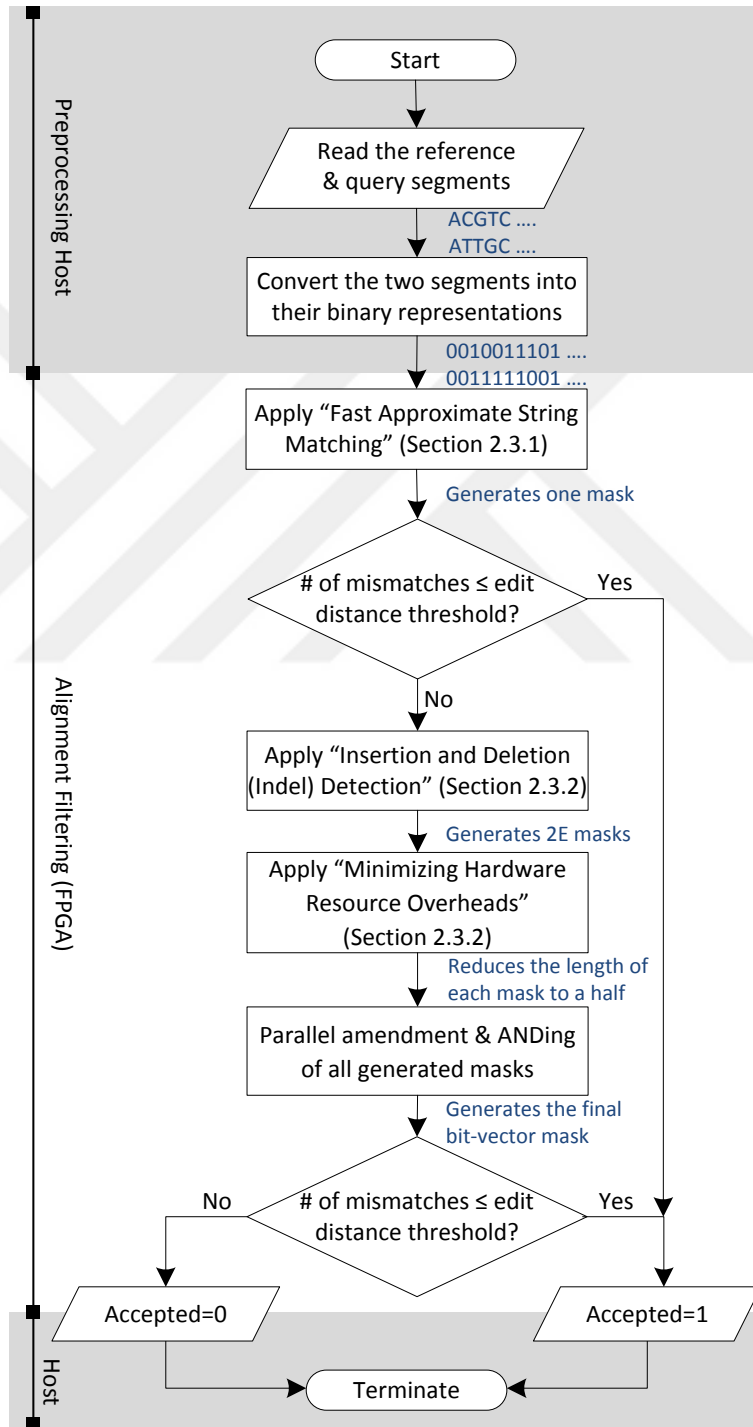 Start
Preprocessing Host
Read the reference
& query segments
ACGTC ....
ATTGC ....
Convert the two segments into
their binary representations
0010011101 ....
0011111001 ....
Apply “Fast Approximate String
Matching” (Section 2.3.1)
Generates one mask
# of mismatches ≤ edit
distance threshold?
Yes
No
Alignment Filtering (FPGA)
Apply “Insertion and Deletion
(Indel) Detection” (Section 2.3.2)
Generates 2E masks
Apply “Minimizing Hardware
Resource Overheads”
(Section 2.3.2)
Reduces the length of
each mask to a half
Parallel amendment & ANDing
of all generated masks
Generates the final
bit-vector mask
No
# of mismatches ≤ edit
distance threshold?
Yes
Accepted=0
Accepted=1
Host
Terminate